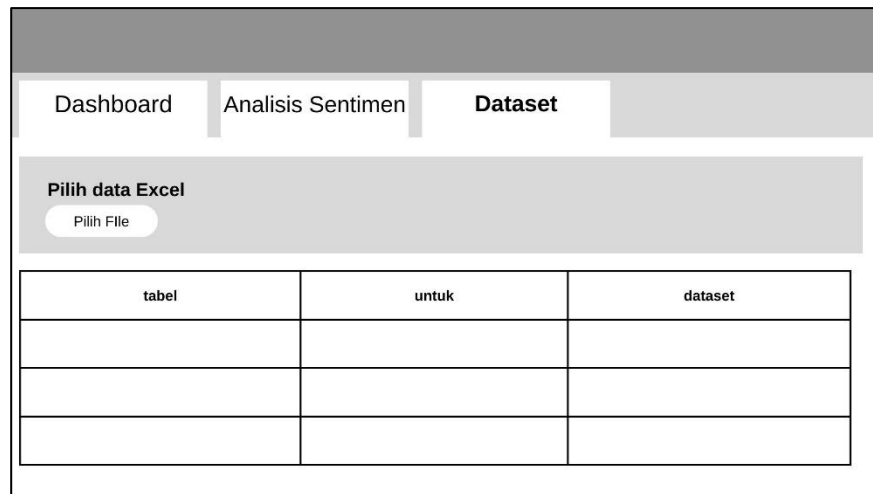 Dashboard
Analisis Sentimen
Dataset
Pilih data Excel
Pilih FIle
tabel
untuk
dataset